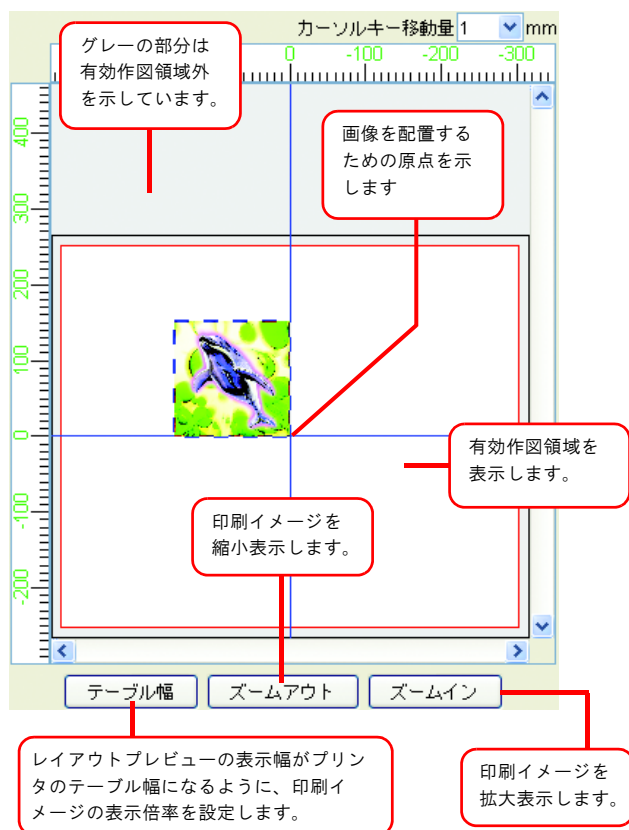 カーソルキー移動量 1 mm
グレーの部分は
有効作図領域外
を示しています。
0 -100 -200 -300
画像を配置する
ための原点を示
します
400
300
200
100
0
-100
-200
有効作図領域を
表示します。
印刷イメージを
縮小表示します。
テーブル幅 ズームアウト ズームイン
レイアウトプレビューの表示幅がプリン
タのテーブル幅になるように、印刷イ
メージの表示倍率を設定します。
印刷イメージを
拡大表示します。